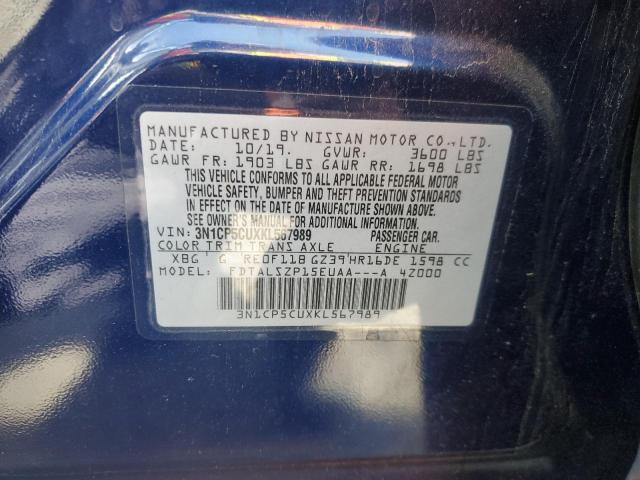 MANUFACTURED BY NISSAN MOTOR CO.,LTD.
DATE: 10/19. GVWR: 3600 LBS
GAWR FR: 1903 LBS GAWR RR: 1698 LBS
THIS VEHICLE CONFORMS TO ALL APPLICABLE FEDERAL MOTOR
VEHICLE SAFETY, BUMPER AND THEFT PREVENTION STANDARDS
IN EFFECT ON THE DATE OF MANUFACTURE SHOWN ABOVE.
SEE OWNER'S MANUAL FOR ADDITIONAL INFORMATION.
VIN: 3N1CP5CUXKL567989 PASSENGER CAR.
COLOR TRIM TRANS AXLE ENGINE
XBG G RE0F11B GZ39 HR16DE 1598 CC
MODEL: FDTALSZP15EUAA---A 42000
3N1CP5CUXKL567989